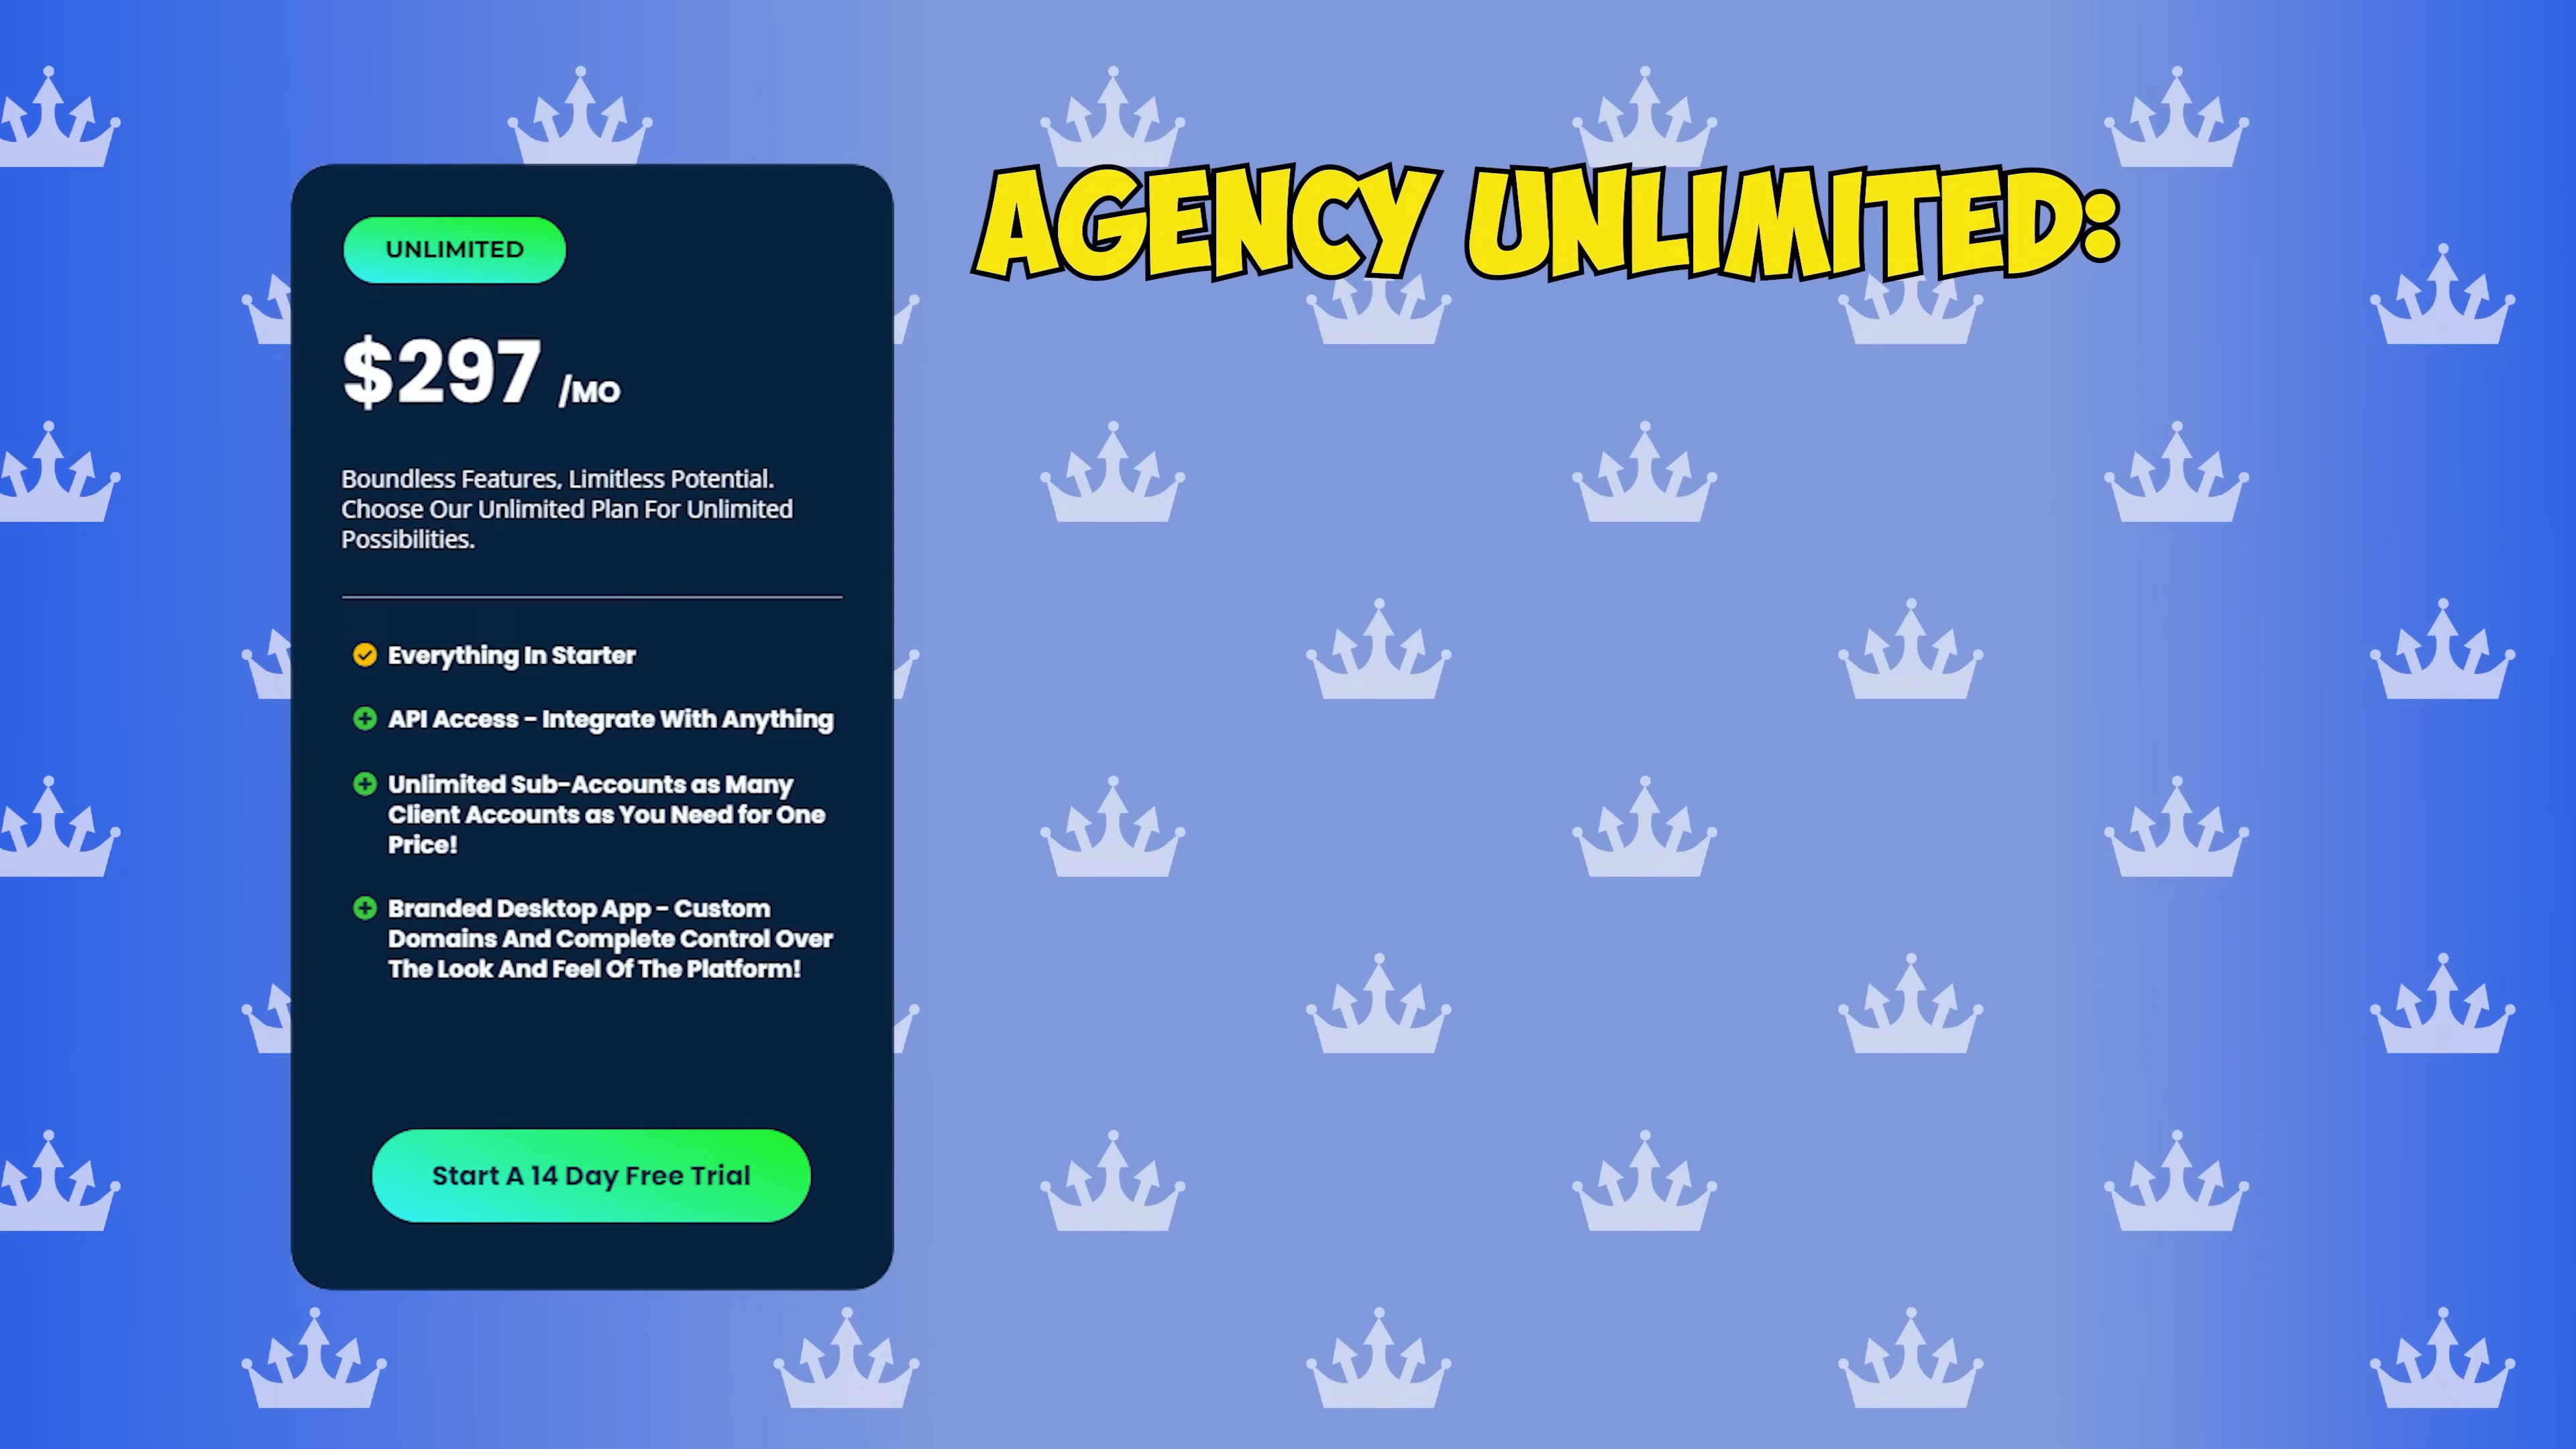 AGENCY UNLIMITED:
UNLIMITED
$297 /MO
Boundless Features, Limitless Potential.
Choose Our Unlimited Plan For Unlimited
Possibilities.
Everything In Starter
API Access - Integrate With Anything
Unlimited Sub-Accounts as Many
Client Accounts as You Need for One
Price!
Branded Desktop App - Custom
Domains And Complete Control Over
The Look And Feel Of The Platform!
Start A 14 Day Free Trial